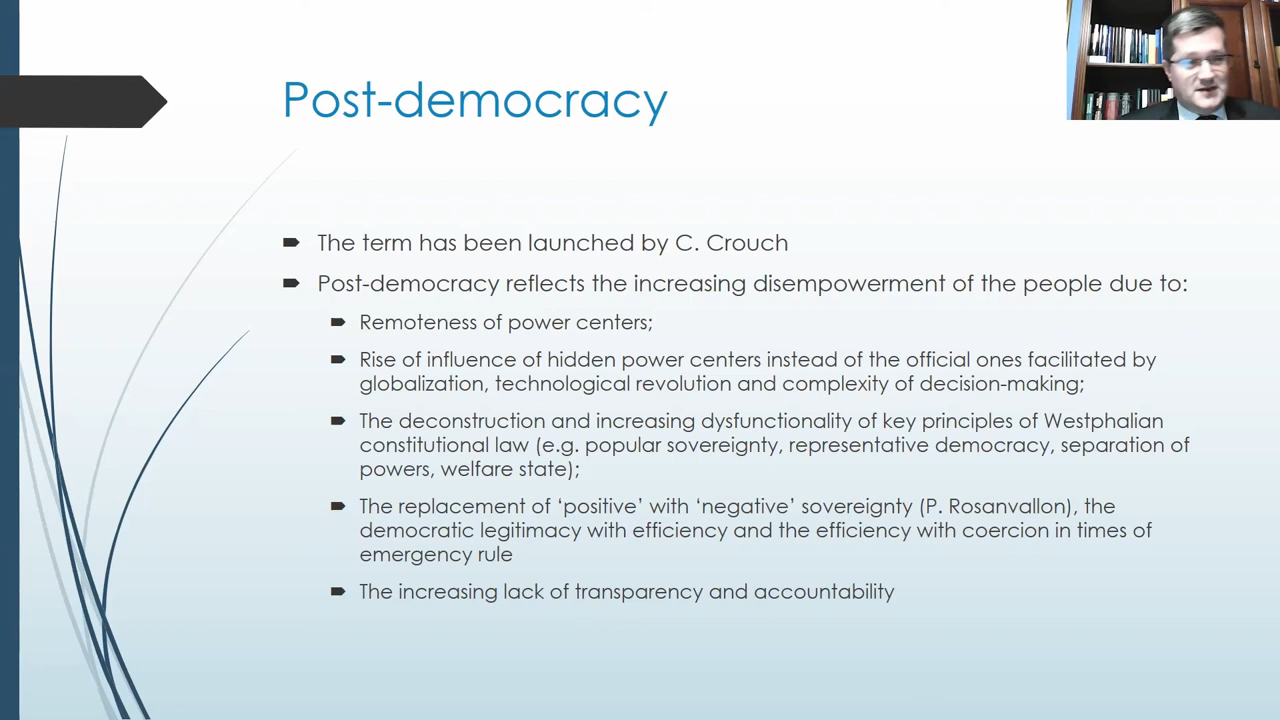 Post-democracy
The term has been launched by C. Crouch
Post-democracy reflects the increasing disempowerment of the people due to:
Remoteness of power centers;
Rise of influence of hidden power centers instead of the official ones facilitated by
globalization, technological revolution and complexity of decision-making;
The deconstruction and increasing dysfunctionality of key principles of Westphalian
constitutional law (e.g. popular sovereignty, representative democracy, separation of
powers, welfare state);
The replacement of ‘positive’ with ‘negative’ sovereignty (P. Rosanvallon), the
democratic legitimacy with efficiency and the efficiency with coercion in times of
emergency rule
The increasing lack of transparency and accountability